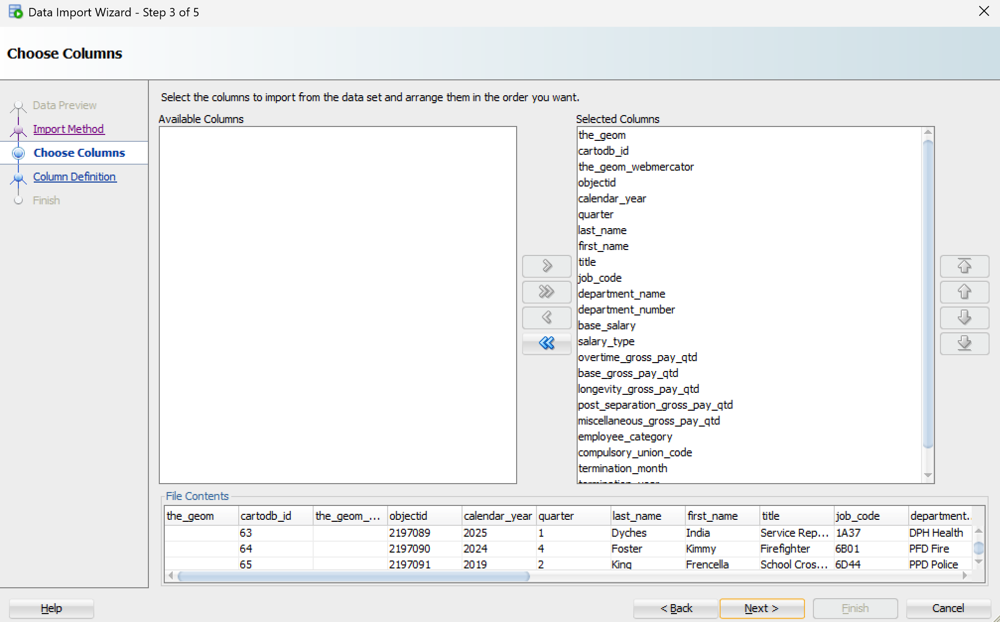 Data Import Wizard - Step 3 of 5
Choose Columns
Data Preview
Import Method
Choose Columns
Column Definition
Finish
Select the columns to import from the data set and arrange them in the order you want.
Available Columns
Selected Columns
the_geom
cartodb_id
the_geom_webmercator
objectid
calendar_year
quarter
last_name
first_name
title
job_code
department_name
department_number
base_salary
salary_type
overtime_gross_pay_qtd
base_gross_pay_qtd
longevity_gross_pay_qtd
post_separation_gross_pay_qtd
miscellaneous_gross_pay_qtd
employee_category
compulsory_union_code
termination_month
termination_year
File Contents
the_geom cartodb_id the_geom_... objectid calendar_year quarter last_name first_name title job_code department..
63 2197089 2025 1 Dyches India Service Rep... 1A37 DPH Health
64 2197090 2024 4 Foster Kimmy Firefighter 6B01 PFD Fire
65 2197091 2019 2 King Frencella School Cros... 6D44 PPD Police
Help < Back Next > Finish Cancel